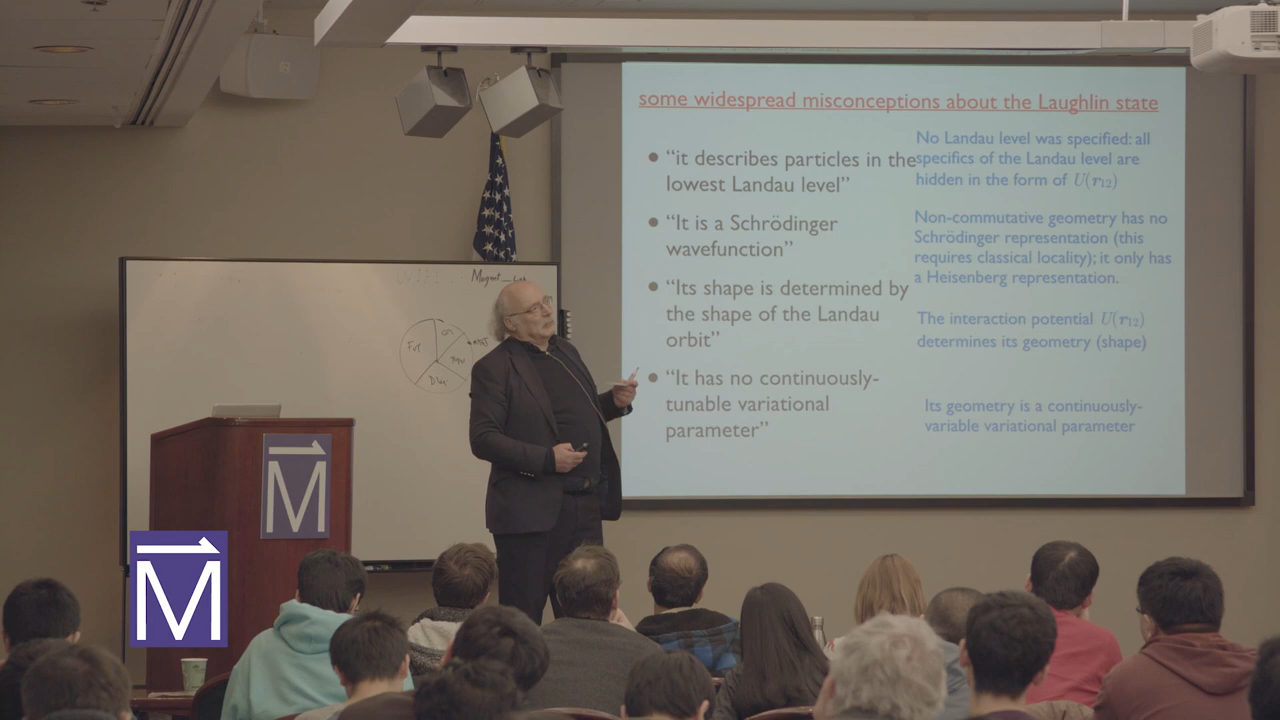 some widespread misconceptions about the Laughlin state
• “it describes particles in the
lowest Landau level”
No Landau level was specified: all
specifics of the Landau level are
hidden in the form of U(r₁₂)
• “It is a Schrödinger
wavefunction”
Non-commutative geometry has no
Schrödinger representation (this
requires classical locality); it only has
a Heisenberg representation.
• “Its shape is determined by
the shape of the Landau
orbit”
The interaction potential U(r₁₂)
determines its geometry (shape)
• “It has no continuously-
tunable variational
parameter”
Its geometry is a continuously-
variable variational parameter
M
M